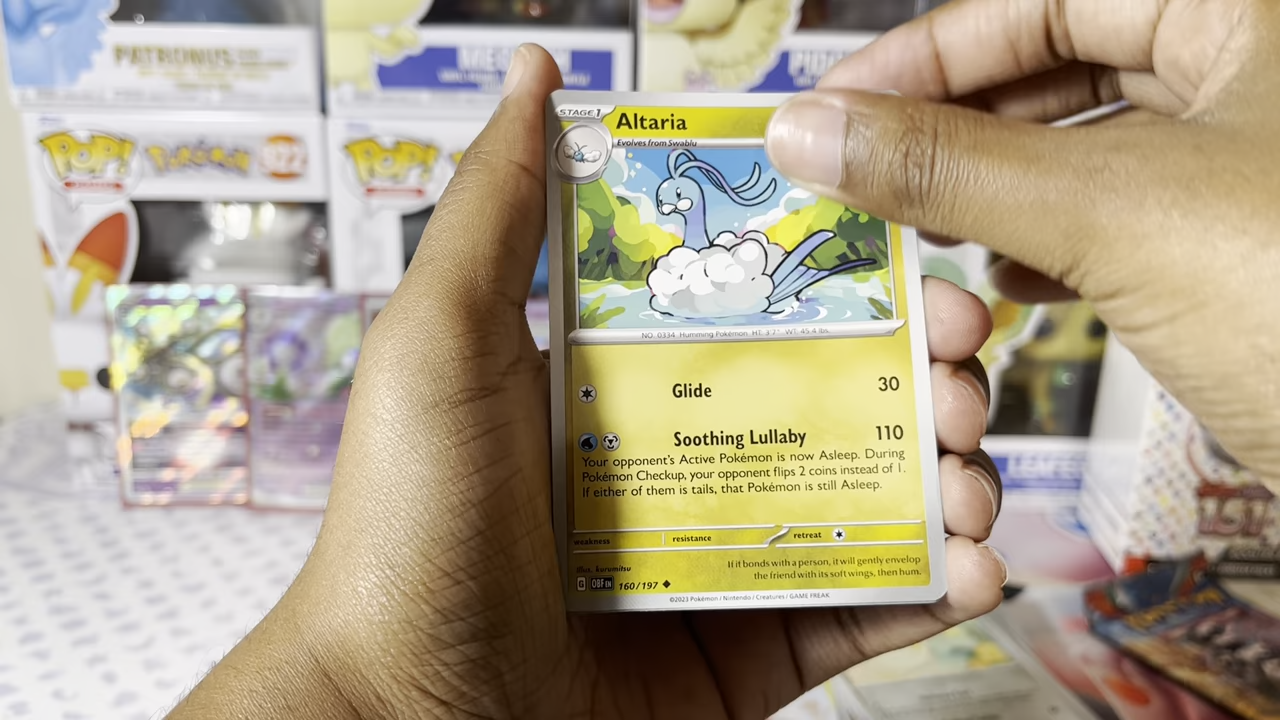 PATRONUS
POP!
Pokémon
922
POP!
STAGE 1
Altaria
Evolves from Swablu
NO. 0334 Humming Pokémon HT: 3'7" WT: 45.4 lbs.
Glide 30
Soothing Lullaby 110
Your opponent's Active Pokémon is now Asleep. During
Pokémon Checkup, your opponent flips 2 coins instead of 1.
If either of them is tails, that Pokémon is still Asleep.
weakness resistance retreat
If it bonds with a person, it will gently envelop
the friend with its soft wings, then hum.
illus. kurumitsu
G OBF EN 160/197
©2023 Pokémon / Nintendo / Creatures / GAME FREAK
151